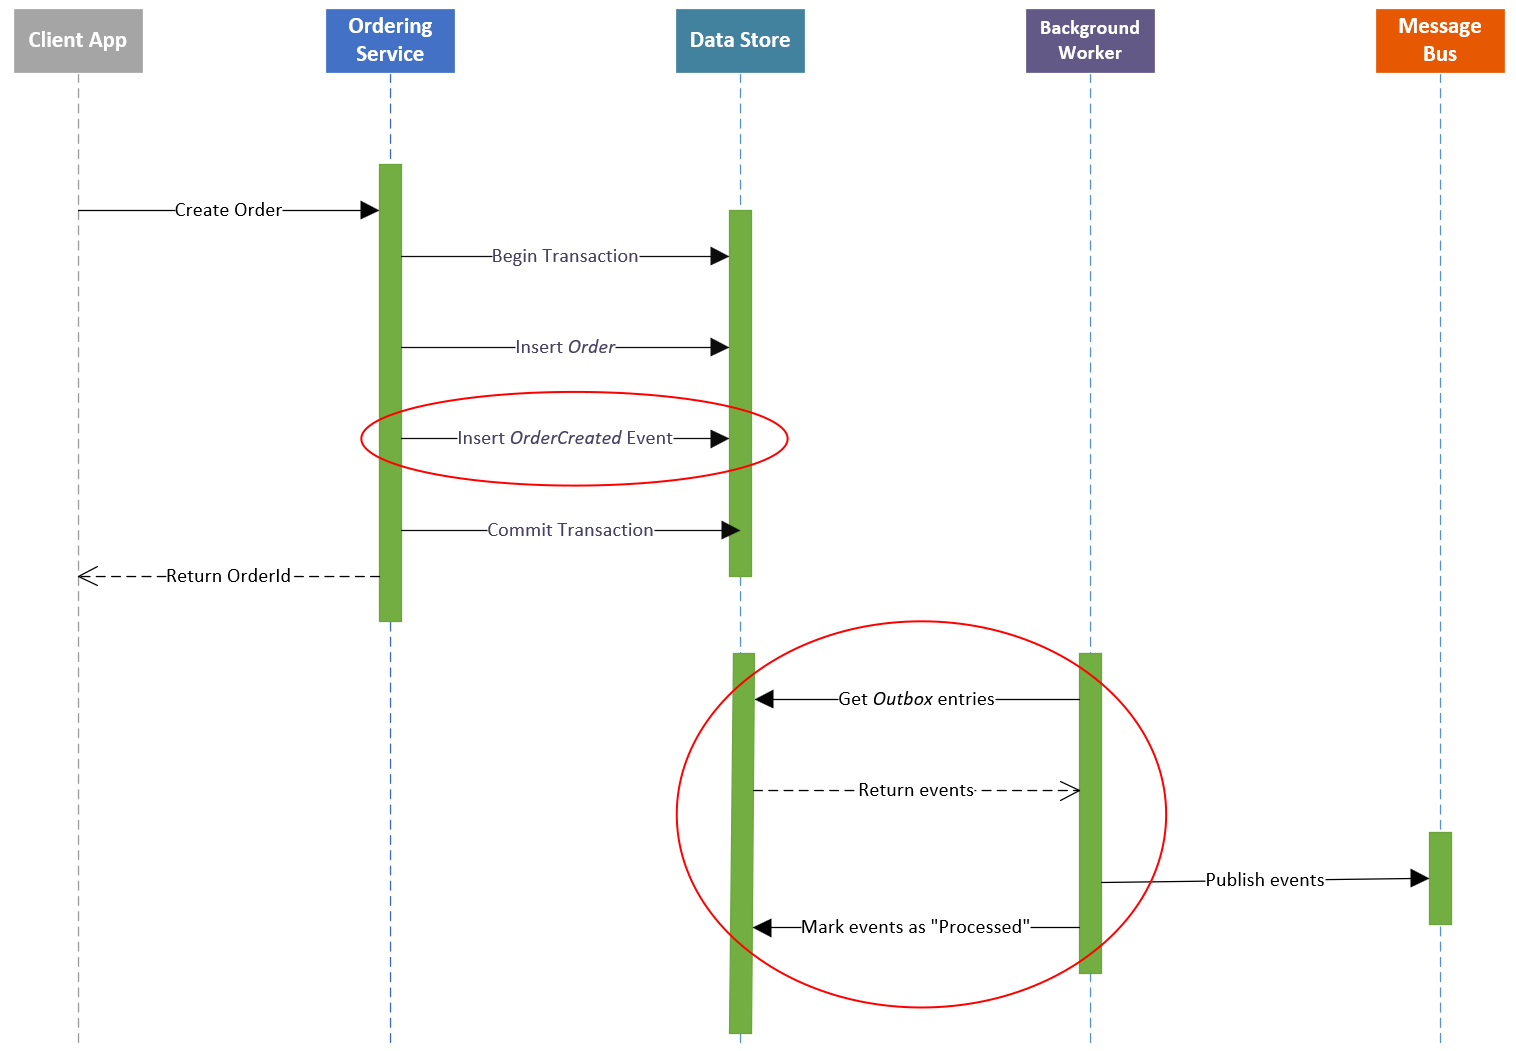 Client App
Ordering
Service
Data Store
Background
Worker
Message
Bus
Create Order
Begin Transaction
Insert Order
Insert OrderCreated Event
Commit Transaction
Return OrderId
Get Outbox entries
Return events
Publish events
Mark events as "Processed"